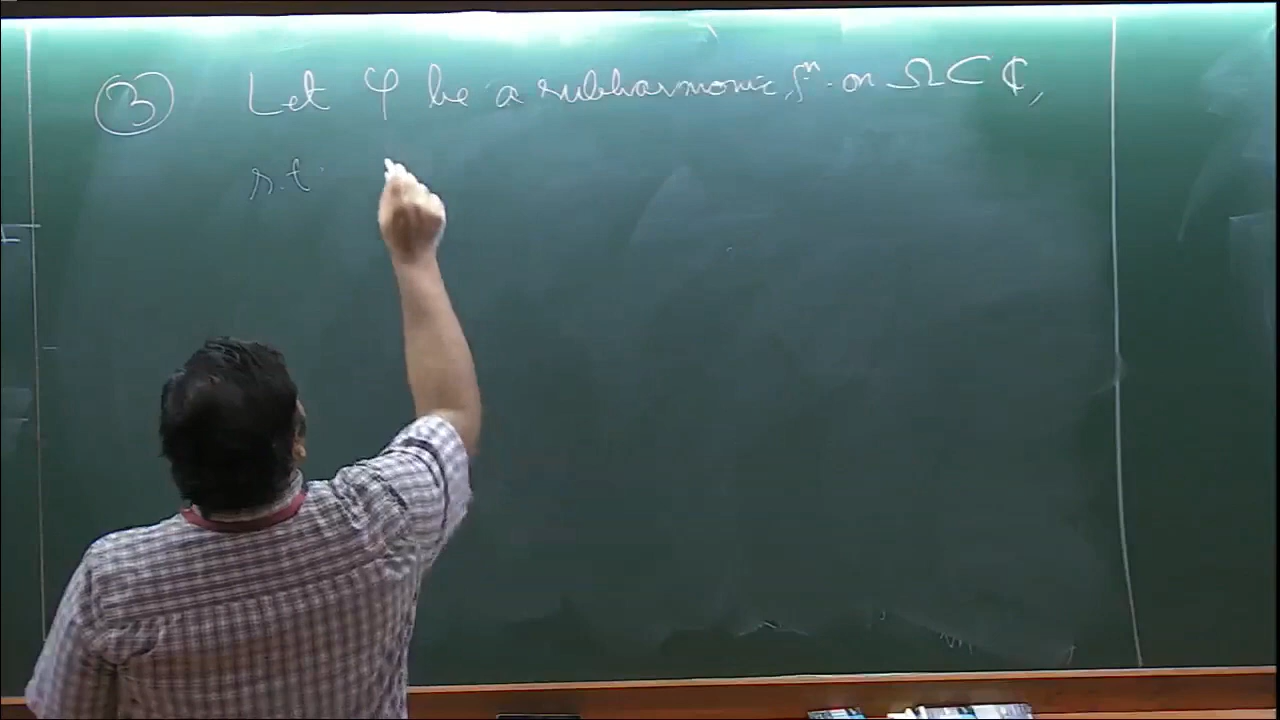 ③ Let φ be a subharmonic fⁿ. on Ω ⊂ ℂ,
s.t.